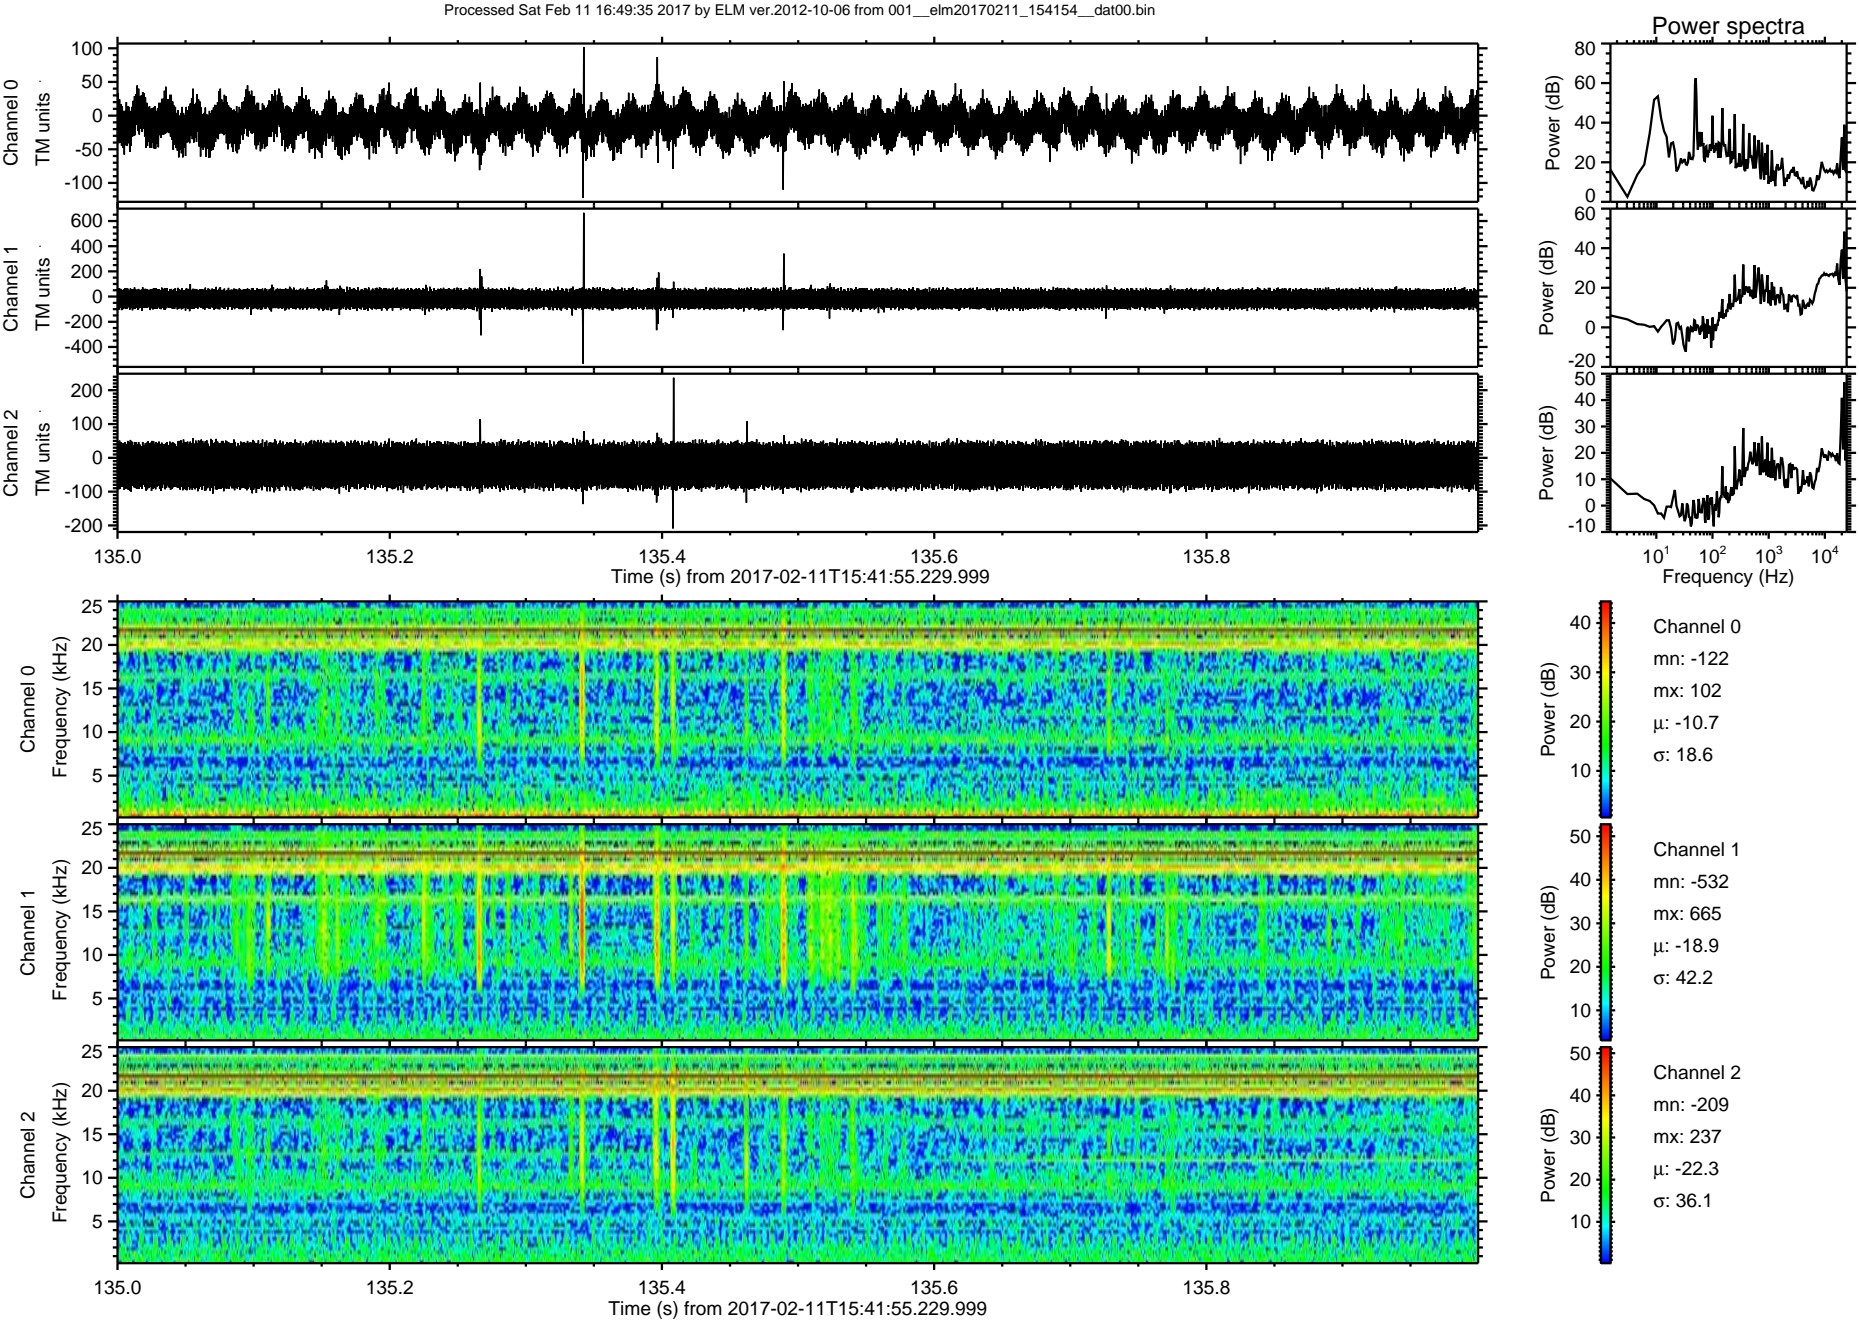 Processed Sat Feb 11 16:49:35 2017 by ELM ver.2012-10-06 from 001__elm20170211_154154__dat00.bin
Power spectra
Channel 0
TM units
100
50
0
-50
-100
Power (dB)
80
60
40
20
0
Channel 1
TM units
600
400
200
0
-200
-400
Power (dB)
60
40
20
0
-20
Channel 2
TM units
200
100
0
-100
-200
Power (dB)
50
40
30
20
10
0
-10
135.0 135.2 135.4 135.6 135.8
Time (s) from 2017-02-11T15:41:55.229.999
10^1 10^2 10^3 10^4
Frequency (Hz)
Channel 0
Frequency (kHz)
25
20
15
10
5
Power (dB)
40
30
20
10
Channel 0
mn: -122
mx: 102
μ: -10.7
σ: 18.6
Channel 1
Frequency (kHz)
25
20
15
10
5
Power (dB)
50
40
30
20
10
Channel 1
mn: -532
mx: 665
μ: -18.9
σ: 42.2
Channel 2
Frequency (kHz)
25
20
15
10
5
Power (dB)
50
40
30
20
10
Channel 2
mn: -209
mx: 237
μ: -22.3
σ: 36.1
135.0 135.2 135.4 135.6 135.8
Time (s) from 2017-02-11T15:41:55.229.999